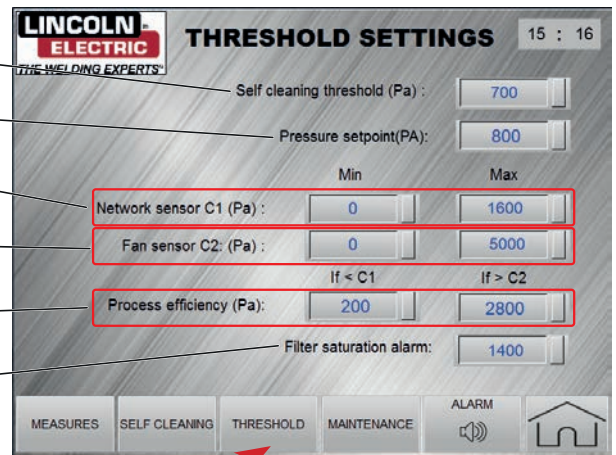 LINCOLN
ELECTRIC
THE WELDING EXPERTS®
THRESHOLD SETTINGS
15 : 16
Self cleaning threshold (Pa) : 700
Pressure setpoint(PA): 800
Min Max
Network sensor C1 (Pa) : 0 1600
Fan sensor C2: (Pa) : 0 5000
If < C1 If > C2
Process efficiency (Pa): 200 2800
Filter saturation alarm: 1400
MEASURES SELF CLEANING THRESHOLD MAINTENANCE ALARM